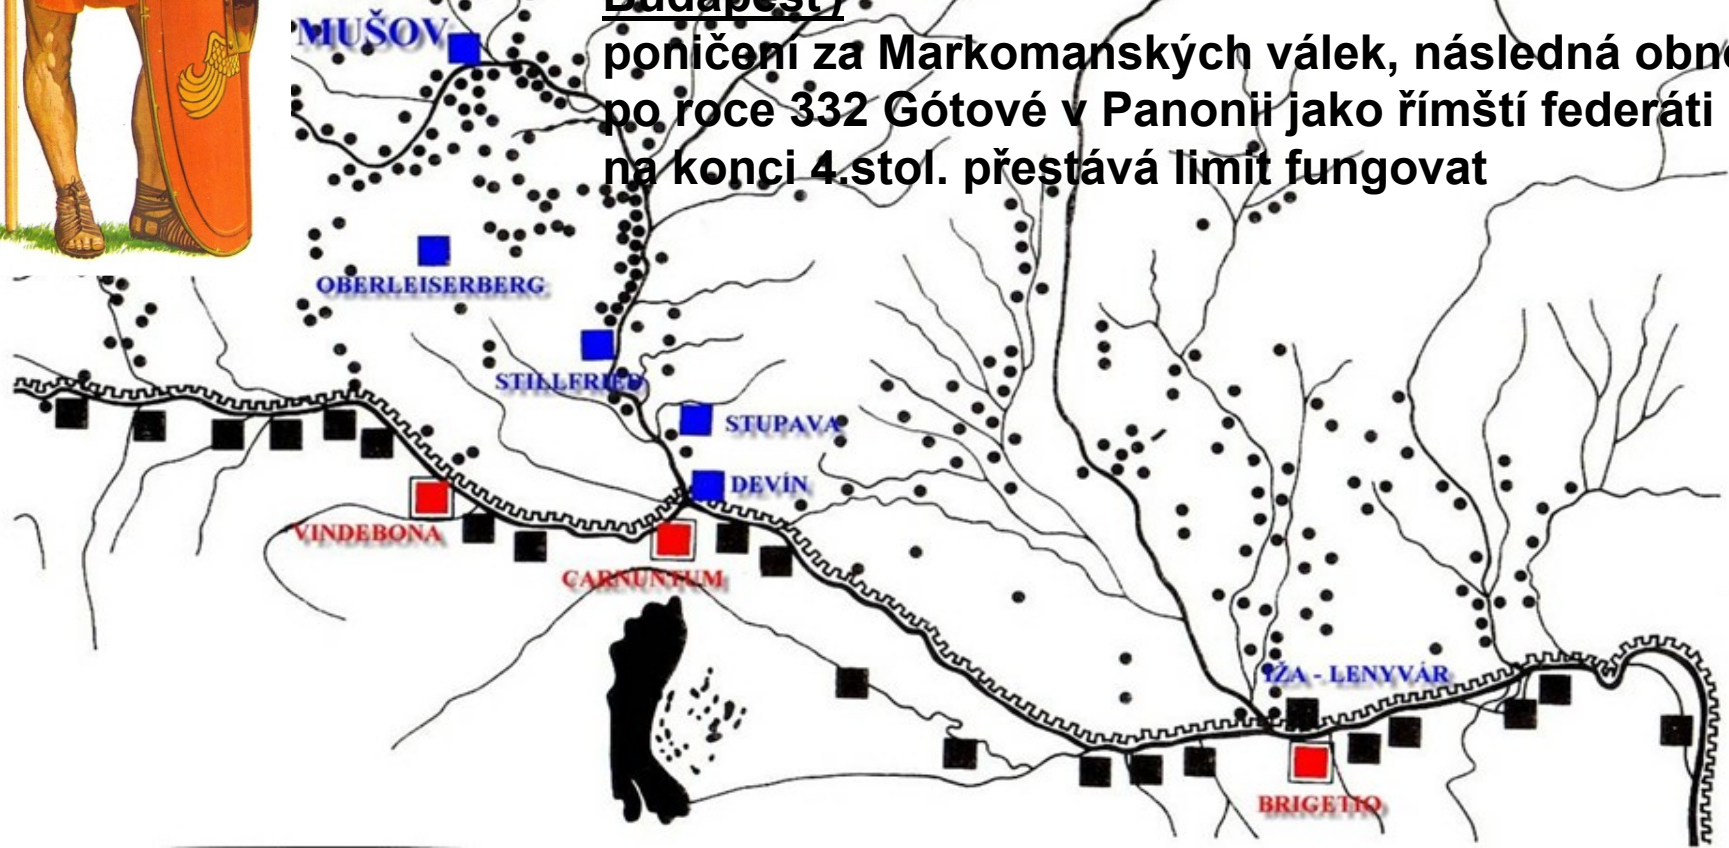 Budapest)
poničení za Markomanských válek, následná obno
po roce 332 Gótové v Panonii jako římští federáti
na konci 4.stol. přestává limit fungovat
MUŠOV
OBERLEISERBERG
STILLFRIED
STUPAVA
DEVÍN
VINDEBONA
CARNUNTUM
IŽA - LENYVÁR
BRIGETIO